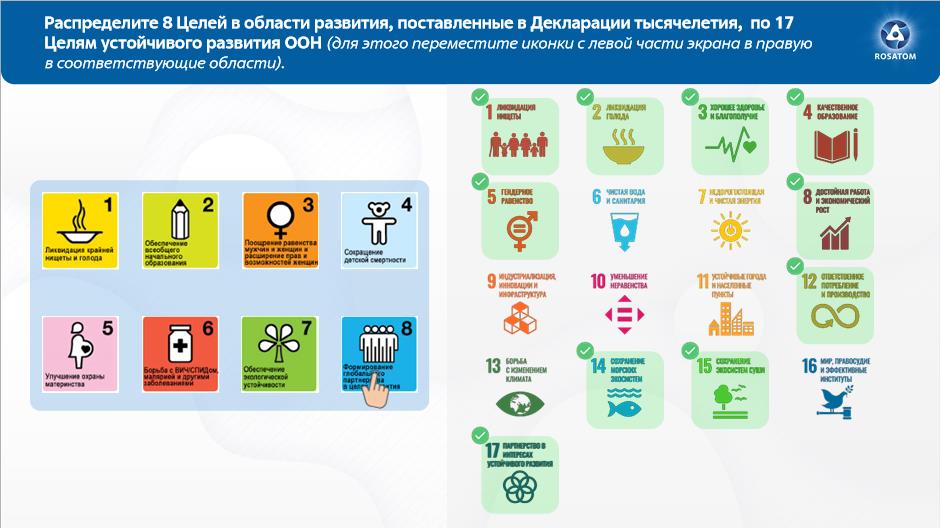 Распределите 8 Целей в области развития, поставленные в Декларации тысячелетия, по 17
Целям устойчивого развития ООН (для этого переместите иконки с левой части экрана в правую
в соответствующие области).
ROSATOM
1
Ликвидация крайней
нищеты и голода
2
Обеспечение
всеобщего
начального
образования
3
Поощрение равенства
мужчин и женщин и
расширение прав и
возможностей женщин
4
Сокращение
детской смертности
5
Улучшение охраны
материнства
6
Борьба с ВИЧ/СПИДом,
малярией и другими
заболеваниями
7
Обеспечение
экологической
устойчивости
8
Формирование
глобального
в
1 ЛИКВИДАЦИЯ
НИЩЕТЫ
2 ЛИКВИДАЦИЯ
ГОЛОДА
3 ХОРОШЕЕ ЗДОРОВЬЕ
И БЛАГОПОЛУЧИЕ
4 КАЧЕСТВЕННОЕ
ОБРАЗОВАНИЕ
5 ГЕНДЕРНОЕ
РАВЕНСТВО
6 ЧИСТАЯ ВОДА
И САНИТАРИЯ
7 НЕДОРОГОСТОЯЩАЯ
И ЧИСТАЯ ЭНЕРГИЯ
8 ДОСТОЙНАЯ РАБОТА
И ЭКОНОМИЧЕСКИЙ
РОСТ
9 ИНДУСТРИАЛИЗАЦИЯ,
ИННОВАЦИИ И
ИНФРАСТРУКТУРА
10 УМЕНЬШЕНИЕ
НЕРАВЕНСТВА
11 УСТОЙЧИВЫЕ ГОРОДА
И НАСЕЛЕННЫЕ
ПУНКТЫ
12 ОТВЕТСТВЕННОЕ
ПОТРЕБЛЕНИЕ
И ПРОИЗВОДСТВО
13 БОРЬБА
С ИЗМЕНЕНИЕМ
КЛИМАТА
14 СОХРАНЕНИЕ
МОРСКИХ
ЭКОСИСТЕМ
15 СОХРАНЕНИЕ
ЭКОСИСТЕМ СУШИ
16 МИР, ПРАВОСУДИЕ
И ЭФФЕКТИВНЫЕ
ИНСТИТУТЫ
17 ПАРТНЕРСТВО В
ИНТЕРЕСАХ
УСТОЙЧИВОГО РАЗВИТИЯ